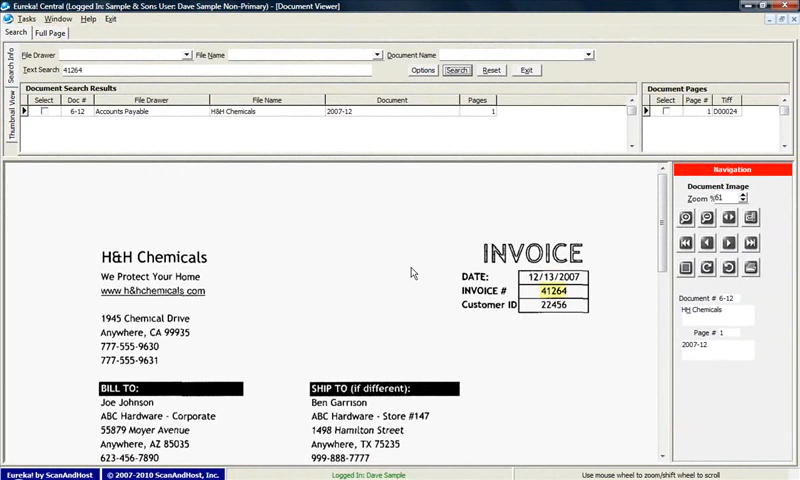 Eureka! Central (Logged In: Sample & Sons User: Dave Sample Non-Primary) - [Document Viewer]
Tasks Window Help Exit
Search Full Page
Search Info
Thumbnail View
File Drawer File Name Document Name
Text Search 41264 Options Search Reset Exit
Document Search Results
Select Doc # File Drawer File Name Document Pages
6-12 Accounts Payable H&H Chemicals 2007-12 1
Document Pages
Select Page # Tiff
1 D00024
H&H Chemicals
We Protect Your Home
www.h&hchemicals.com
1945 Chemical Drive
Anywhere, CA 99935
777-555-9630
777-555-9631
INVOICE
DATE: 12/13/2007
INVOICE # 41264
Customer ID 22456
BILL TO:
Joe Johnson
ABC Hardware - Corporate
55879 Moyer Avenue
Anywhere, AZ 85035
623-456-7890
SHIP TO (if different):
Ben Garrison
ABC Hardware - Store #147
1498 Hamilton Street
Anywhere, TX 75235
999-888-7777
Navigation
Document Image
Zoom % 61
Document # 6-12
HH Chemicals
Page # 1
2007-12
Eureka! by ScanAndHost © 2007-2010 ScanAndHost, Inc. Logged In: Dave Sample Use mouse wheel to zoom/shift wheel to scroll